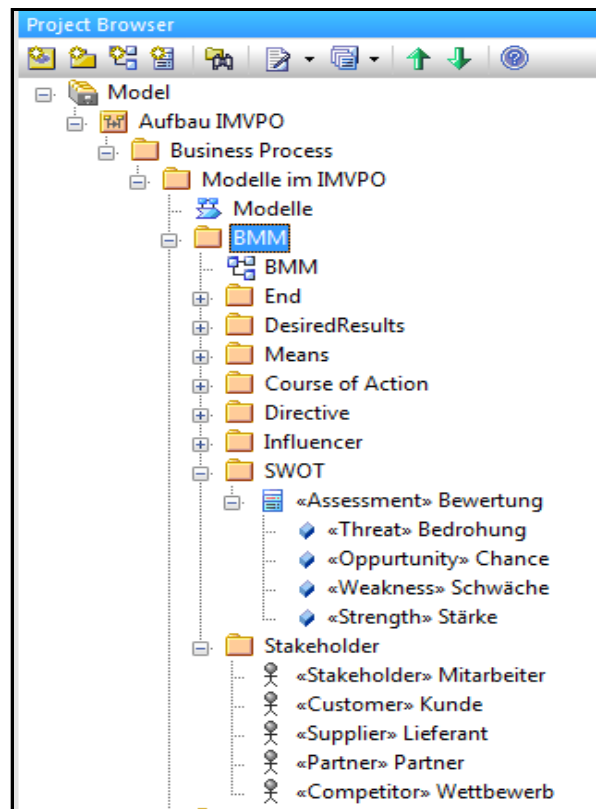 Project Browser
Model
Aufbau IMVPO
Business Process
Modelle im IMVPO
Modelle
BMM
BMM
End
DesiredResults
Means
Course of Action
Directive
Influencer
SWOT
«Assessment» Bewertung
«Threat» Bedrohung
«Oppurtunity» Chance
«Weakness» Schwäche
«Strength» Stärke
Stakeholder
«Stakeholder» Mitarbeiter
«Customer» Kunde
«Supplier» Lieferant
«Partner» Partner
«Competitor» Wettbewerb